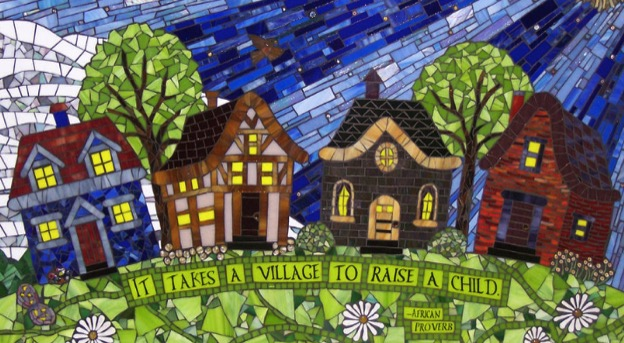 IT TAKES A VILLAGE TO RAISE A CHILD.
–AFRICAN
PROVERB